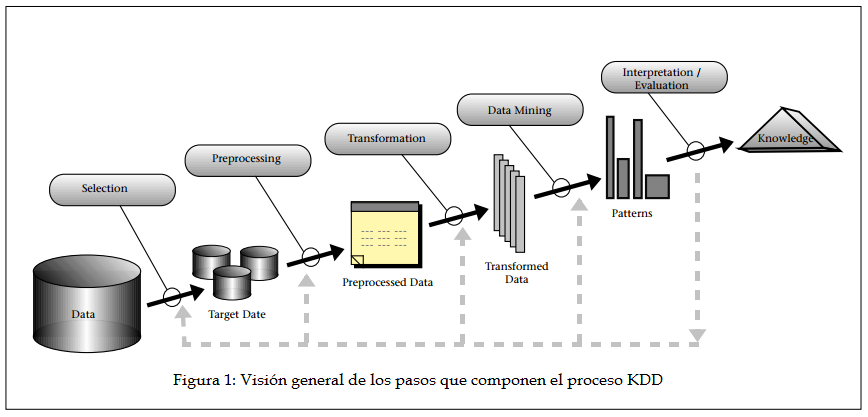 Interpretation /
Evaluation
Data Mining
Transformation
Preprocessing
Selection
Knowledge
Patterns
Transformed
Data
Preprocessed Data
Target Date
Data
Figura 1: Visión general de los pasos que componen el proceso KDD